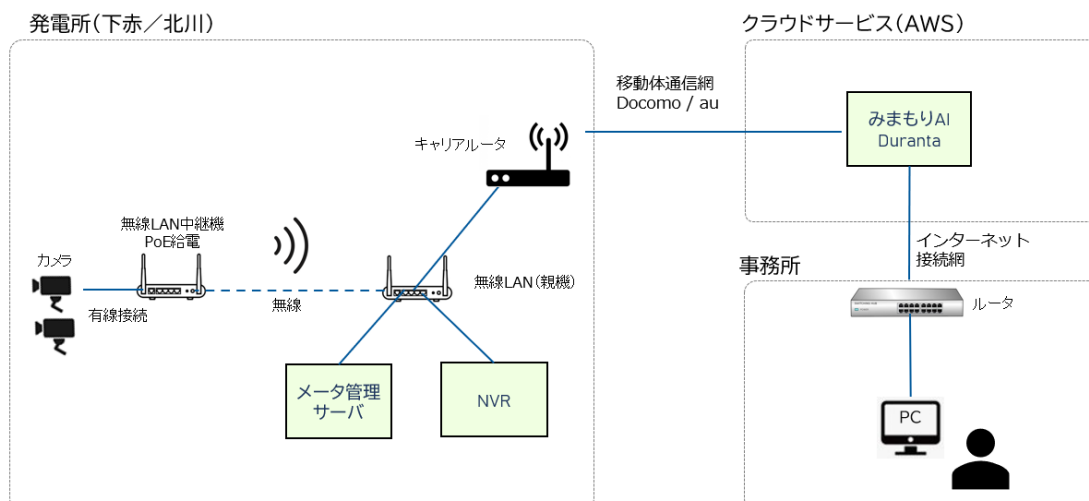 発電所(下赤／北川)
クラウドサービス(AWS)
移動体通信網
Docomo / au
みまもりAI
Duranta
キャリアルータ
無線LAN中継機
PoE給電
カメラ
有線接続
無線
無線LAN(親機)
インターネット
接続網
事務所
ルータ
メータ管理
サーバ
NVR
PC